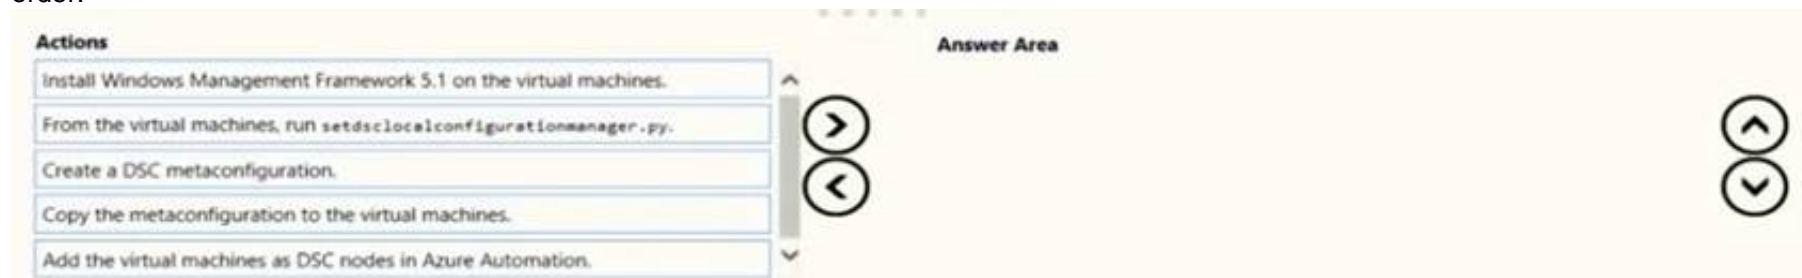 order.
Actions
Answer Area
Install Windows Management Framework 5.1 on the virtual machines.
From the virtual machines, run setdsclocalconfigurationmanager.py.
Create a DSC metaconfiguration.
Copy the metaconfiguration to the virtual machines.
Add the virtual machines as DSC nodes in Azure Automation.